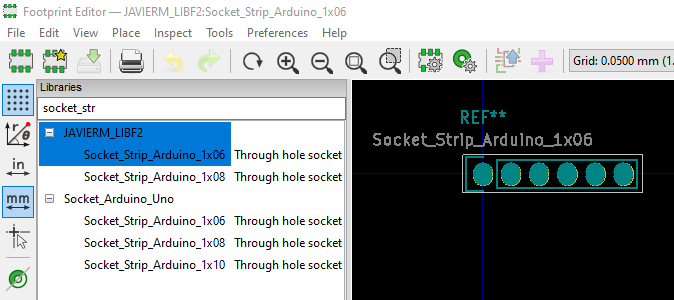 Footprint Editor — JAVIERM_LIBF2:Socket_Strip_Arduino_1x06
File Edit View Place Inspect Tools Preferences Help
Grid: 0.0500 mm (1.
Libraries
socket_str
JAVIERM_LIBF2
Socket_Strip_Arduino_1x06 Through hole socket
Socket_Strip_Arduino_1x08 Through hole socket
Socket_Arduino_Uno
Socket_Strip_Arduino_1x06 Through hole socket
Socket_Strip_Arduino_1x08 Through hole socket
Socket_Strip_Arduino_1x10 Through hole socket
in
mm
r θ
REF**
Socket_Strip_Arduino_1x06